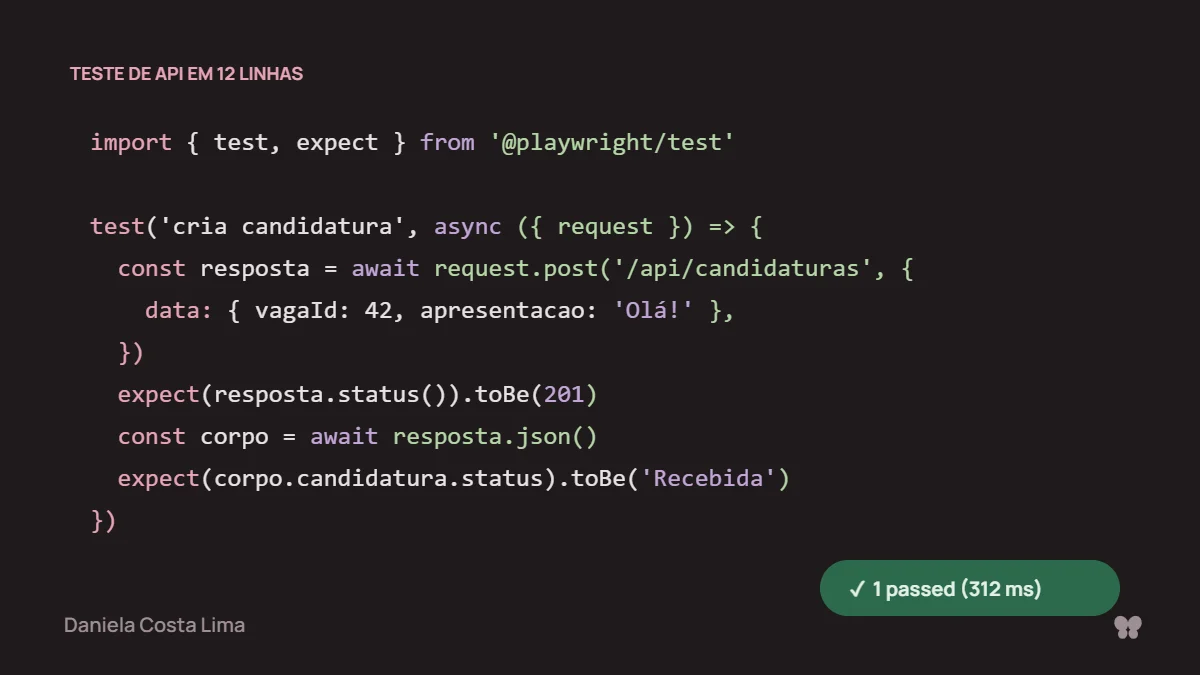 TESTE DE API EM 12 LINHAS
import { test, expect } from '@playwright/test'
test('cria candidatura', async ({ request }) => {
  const resposta = await request.post('/api/candidaturas', {
    data: { vagaId: 42, apresentacao: 'Olá!' },
  })
  expect(resposta.status()).toBe(201)
  const corpo = await resposta.json()
  expect(corpo.candidatura.status).toBe('Recebida')
})
✓ 1 passed (312 ms)
Daniela Costa Lima